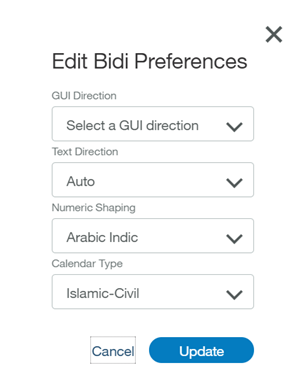 Edit Bidi Preferences
GUI Direction
Select a GUI direction
Text Direction
Auto
Numeric Shaping
Arabic Indic
Calendar Type
Islamic-Civil
Cancel Update